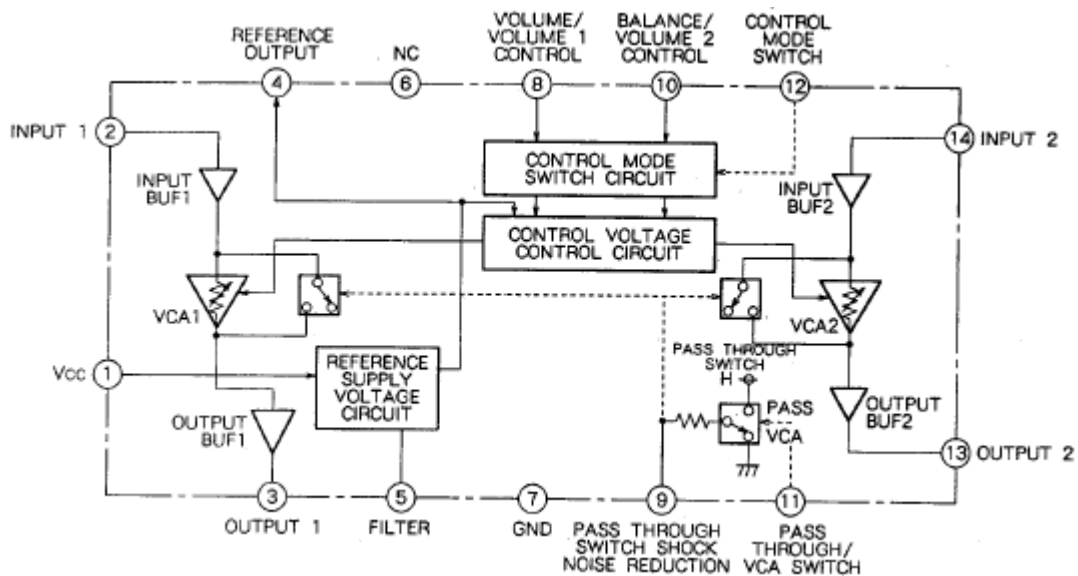 REFERENCE
OUTPUT
NC
VOLUME/
VOLUME 1
CONTROL
BALANCE/
VOLUME 2
CONTROL
CONTROL
MODE
SWITCH
4
6
8
10
12
INPUT 1
2
14
INPUT 2
INPUT
BUF1
CONTROL MODE
SWITCH CIRCUIT
INPUT
BUF2
CONTROL VOLTAGE
CONTROL CIRCUIT
VCA1
VCA2
Vcc
1
REFERENCE
SUPPLY
VOLTAGE
CIRCUIT
PASS THROUGH
SWITCH
H
PASS
VCA
OUTPUT
BUF1
OUTPUT
BUF2
13
OUTPUT 2
3
5
7
9
11
OUTPUT 1
FILTER
GND
PASS THROUGH
SWITCH SHOCK
NOISE REDUCTION
PASS
THROUGH/
VCA SWITCH